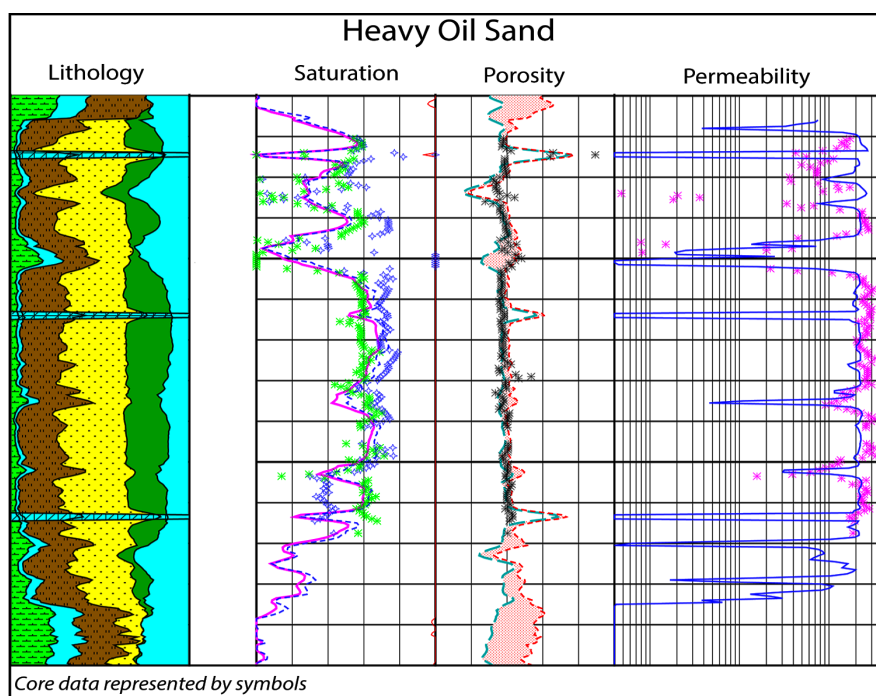 Heavy Oil Sand
Lithology
Saturation
Porosity
Permeability
Core data represented by symbols